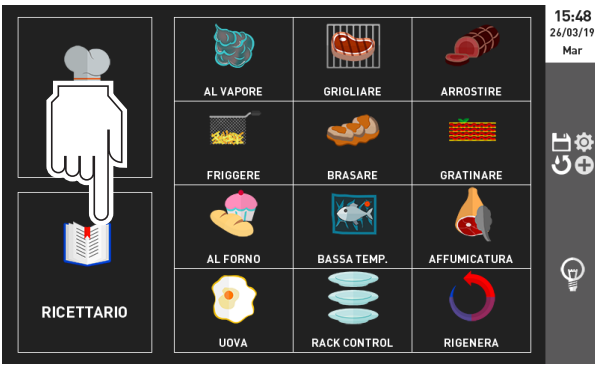 15:48
26/03/19
Mar
AL VAPORE
GRIGLIARE
ARROSTIRE
FRIGGERE
BRASARE
GRATINARE
AL FORNO
BASSA TEMP.
AFFUMICATURA
RICETTARIO
UOVA
RACK CONTROL
RIGENERA